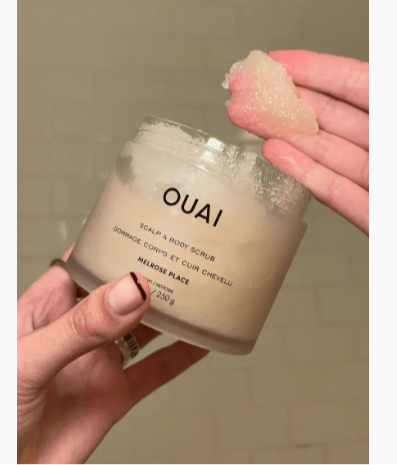 OUAI
SCALP & BODY SCRUB
GOMMAGE CORPS ET CUIR CHEVELU
MELROSE PLACE
/250 g